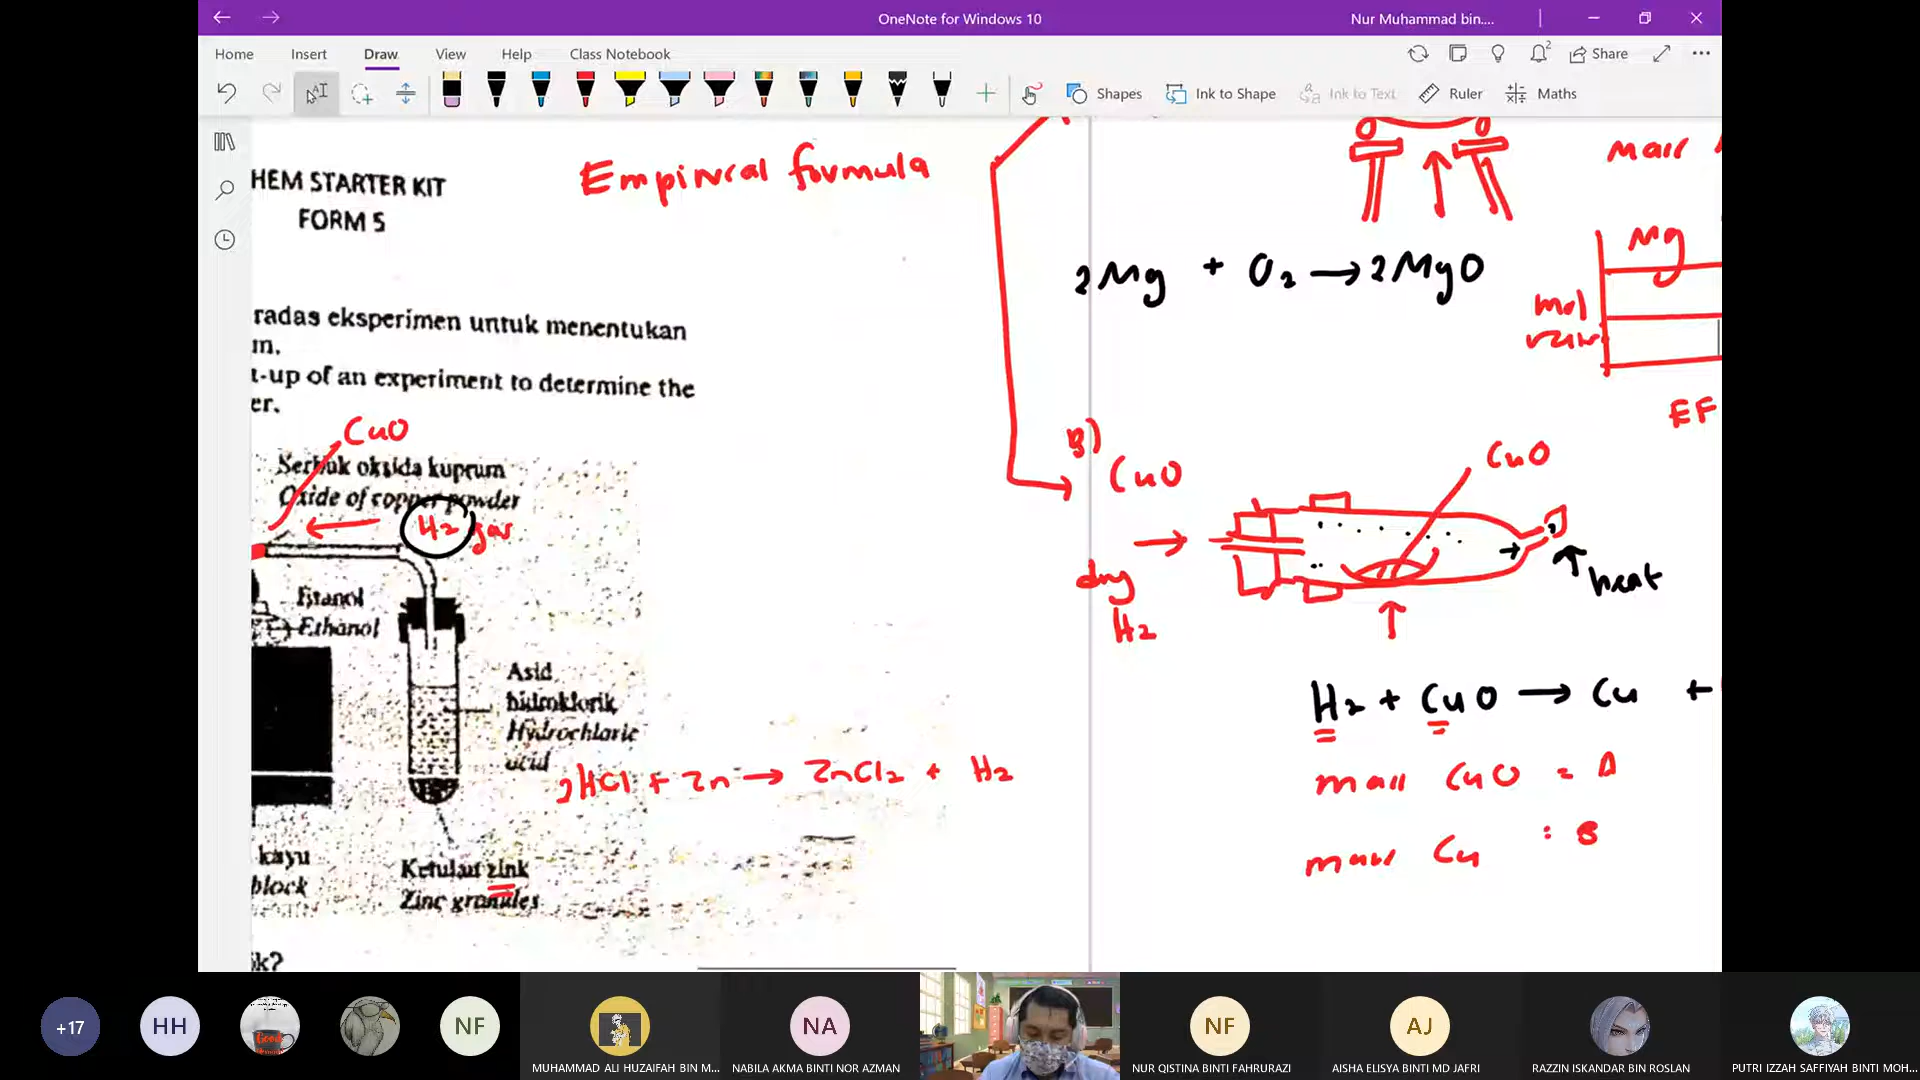 OneNote for Windows 10
Nur Muhammad bin....
Home Insert Draw View Help Class Notebook
Share
Shapes Ink to Shape Ink to Text Ruler Maths
HEM STARTER KIT
FORM 5
Empirical formula
radas eksperimen untuk menentukan
t-up of an experiment to determine the
er.
CuO
Serbuk oksida kuprum
Oxide of copper powder
H2 gas
Etanol
Ethanol
Asid
hidroklorik
Hydrochloric
acid
2HCl + Zn → ZnCl2 + H2
kayu
block
Ketulan zink
Zinc granules
ik?
2Mg + O2 → 2MgO
mass
Mg
mol
EF
B)
CuO
CuO
dry
H2
heat
H2 + CuO → Cu +
mass CuO = A
mass Cu : B
+17
HH
NF
NA
NF
AJ
MUHAMMAD ALI HUZAIFAH BIN M...
NABILA AKMA BINTI NOR AZMAN
NUR QISTINA BINTI FAHRURAZI
AISHA ELISYA BINTI MD JAFRI
RAZZIN ISKANDAR BIN ROSLAN
PUTRI IZZAH SAFFIYAH BINTI MOH...